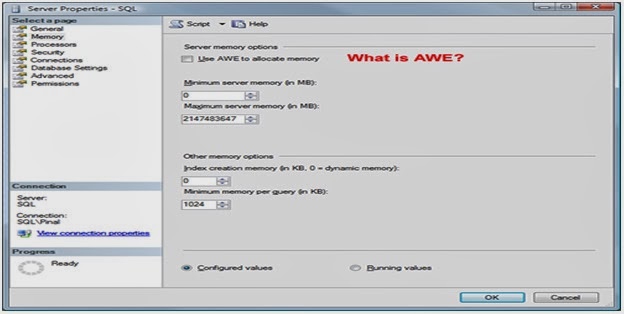 Server Properties - SQL
Select a page
General
Memory
Processors
Security
Connections
Database Settings
Advanced
Permissions
Script
Help
Server memory options
Use AWE to allocate memory
What is AWE?
Minimum server memory (in MB):
0
Maximum server memory (in MB):
2147483647
Other memory options
Index creation memory (in KB, 0 = dynamic memory):
0
Minimum memory per query (in KB):
1024
Connection
Server:
SQL
Connection:
SQL\Pinal
View connection properties
Progress
Ready
Configured values
Running values
OK
Cancel